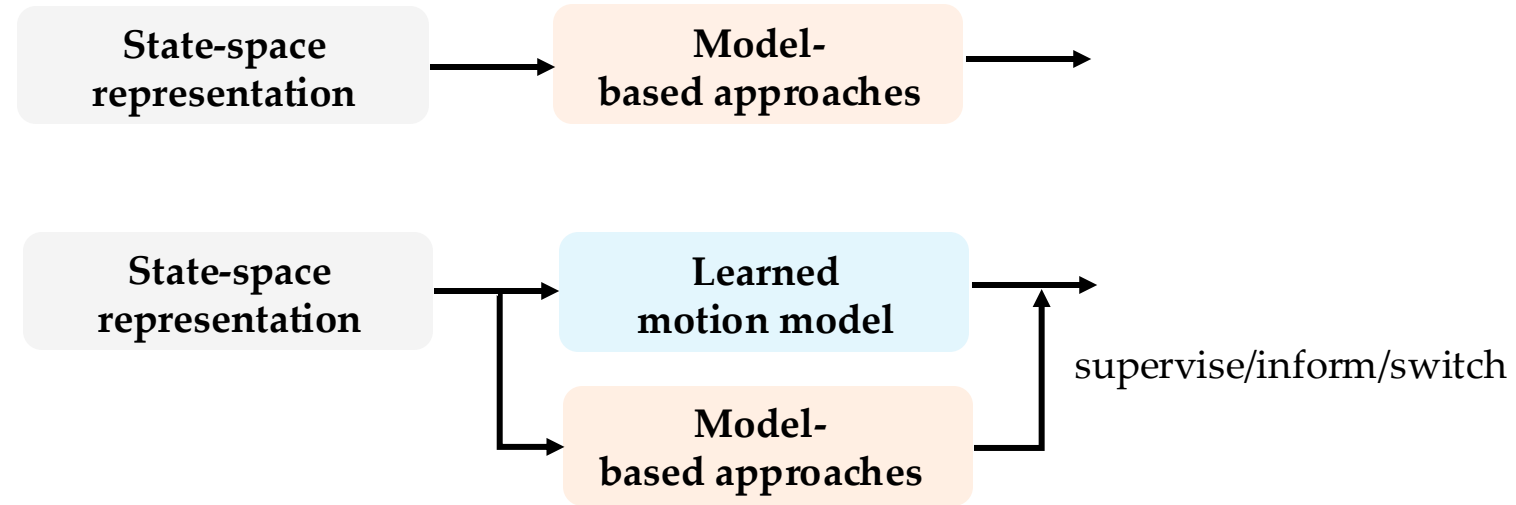 State-space
representation
Model-
based approaches
State-space
representation
Learned
motion model
supervise/inform/switch
Model-
based approaches